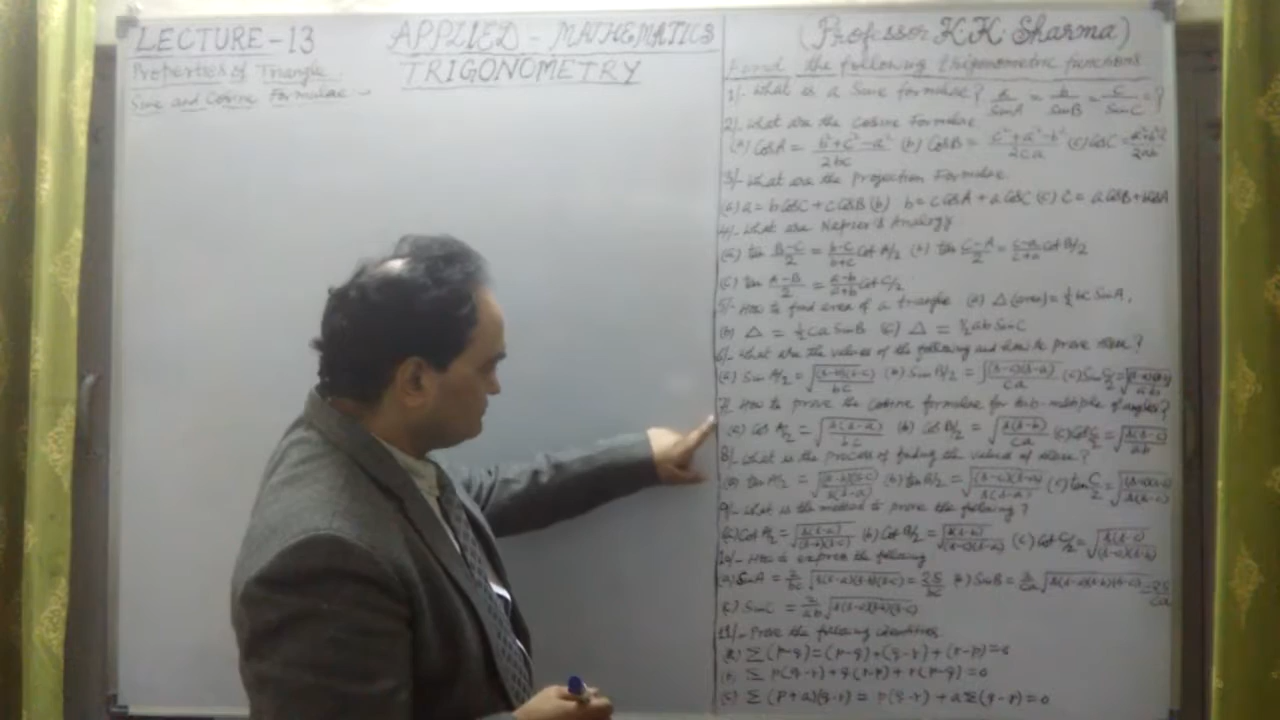 LECTURE-13
Properties of Triangle
Sine and Cosine Formulae
APPLIED - MATHEMATICS
TRIGONOMETRY
(Professor K.K. Sharma)
Find the following trigonometric functions
1/- What is a Sine formulae? a/sinA = b/sinB = c/sinC = ?
2/- What are the Cosine Formulae
(a) CosA = b²+c²-a²/2bc (b) CosB = c²+a²-b²/2ca (c) CosC = a²+b²-c²/2ab
3/- What are the Projection Formulae
(a) a = b CosC + c CosB (b) b = c CosA + a CosC (c) c = a CosB + b CosA
4/- What are Napier's Analogy
(a) tan B-C/2 = b-c/b+c Cot A/2 (b) tan C-A/2 = c-a/c+a Cot B/2
(c) tan A-B/2 = a-b/a+b Cot C/2
5/- How to find area of a triangle (a) Δ (area) = ½ bc SinA,
(b) Δ = ½ ca SinB (c) Δ = ½ ab SinC
6/- What are the values of the following and how to prove these?
(a) Sin A/2 = √(s-b)(s-c)/bc (b) Sin B/2 = √(s-c)(s-a)/ca (c) Sin C/2 = √(s-a)(s-b)/ab
7/- How to prove the Cosine formulae for sub-multiple of angles?
(a) Cos A/2 = √s(s-a)/bc (b) Cos B/2 = √s(s-b)/ca (c) Cos C/2 = √s(s-c)/ab
8/- What is the process of finding the values of these?
(a) tan A/2 = √(s-b)(s-c)/s(s-a) (b) tan B/2 = √(s-c)(s-a) (c) tan C/2 =
9/- What is the method to prove the following?
(a) Cot A/2 = √s(s-a)/(s-b)(s-c) (b) Cot B/2 = √s(s-b)/(s-c)(s-a) (c) Cot C/2 = √s(s-c)/(s-a)(s-b)
10/- How to express the following
(a) SinA = 2/bc √s(s-a)(s-b)(s-c) = 2S/bc (b) SinB = 2/ca √s(s-a)(s-b)(s-c) = 2S/ca
(c) SinC = 2/ab √s(s-a)(s-b)(s-c)
11/- Prove the following identities
(a) Σ (p-q) = (p-q) + (q-r) + (r-p) = 0
(b) Σ p(q-r) + q(r-p) + r(p-q) = 0
(c) Σ (p+a)(q-r) = p(q-r) + aΣ(q-r) = 0